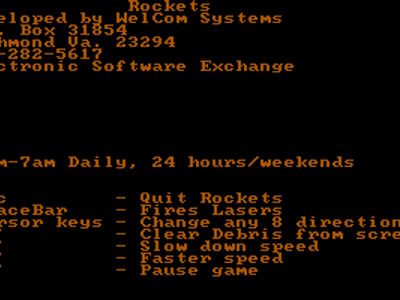 Rockets
eloped by WelCom Systems
. Box 31854
hmond Va. 23294
-282-5617
ctronic Software Exchange
m-7am Daily, 24 hours/weekends
c - Quit Rockets
aceBar - Fires Lasers
rsor keys - Change any 8 direction
- Clear Debris from scre
- Slow down speed
- Faster speed
- Pause game